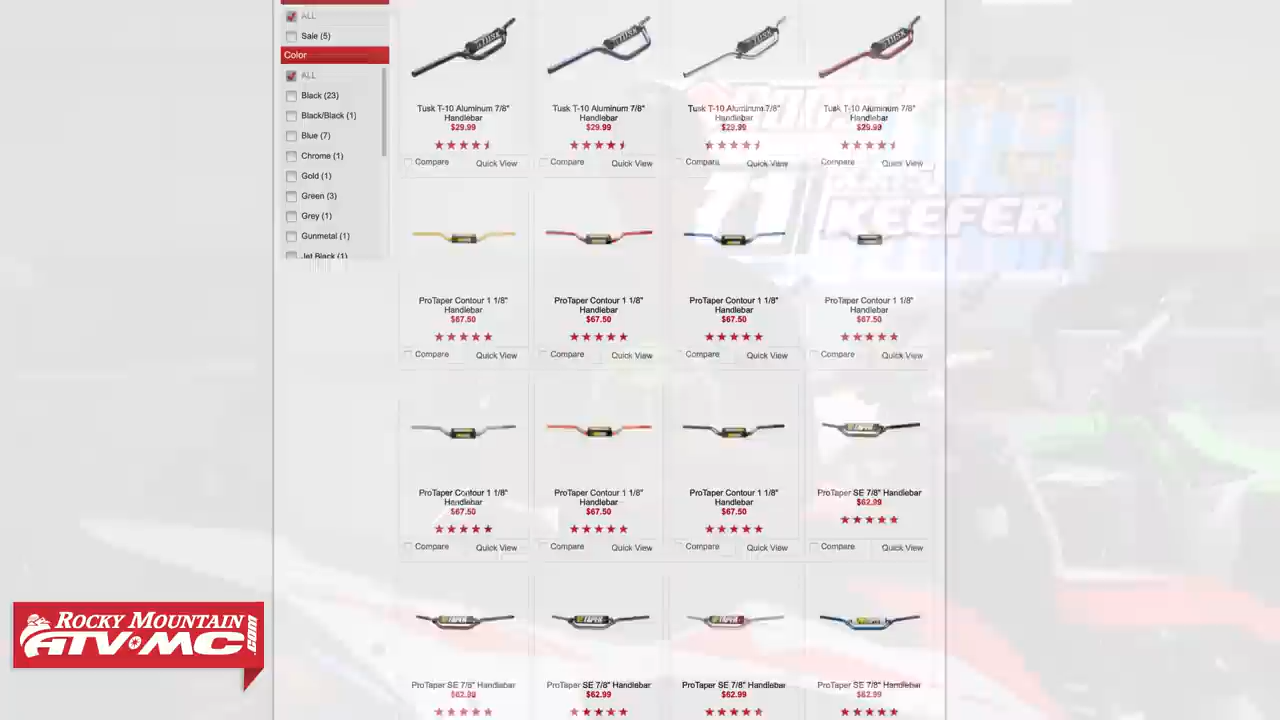 ALL
Sale (5)
Color
ALL
Black (23)
Black/Black (1)
Blue (7)
Chrome (1)
Gold (1)
Green (3)
Grey (1)
Gunmetal (1)
Jet Black (1)
TUSK TUSK TUSK TUSK
Tusk T-10 Aluminum 7/8" Tusk T-10 Aluminum 7/8" Tusk T-10 Aluminum 7/8" Tusk T-10 Aluminum 7/8"
Handlebar Handlebar Handlebar Handlebar
$29.99 $29.99 $29.99 $29.99
Compare Quick View Compare Quick View Compare Quick View Compare Quick View
71
KEEFER
ProTaper Contour 1 1/8" ProTaper Contour 1 1/8" ProTaper Contour 1 1/8" ProTaper Contour 1 1/8"
Handlebar Handlebar Handlebar Handlebar
$67.50 $67.50 $67.50 $67.50
Compare Quick View Compare Quick View Compare Quick View Compare Quick View
ProTaper Contour 1 1/8" ProTaper Contour 1 1/8" ProTaper Contour 1 1/8" ProTaper SE 7/8" Handlebar
Handlebar Handlebar Handlebar $62.99
$67.50 $67.50 $67.50
Compare Quick View Compare Quick View Compare Quick View Compare Quick View
ProTaper SE 7/8" Handlebar ProTaper SE 7/8" Handlebar ProTaper SE 7/8" Handlebar ProTaper SE 7/8" Handlebar
$62.99 $62.99 $62.99 $62.99
ROCKY MOUNTAIN
ATV MC .com